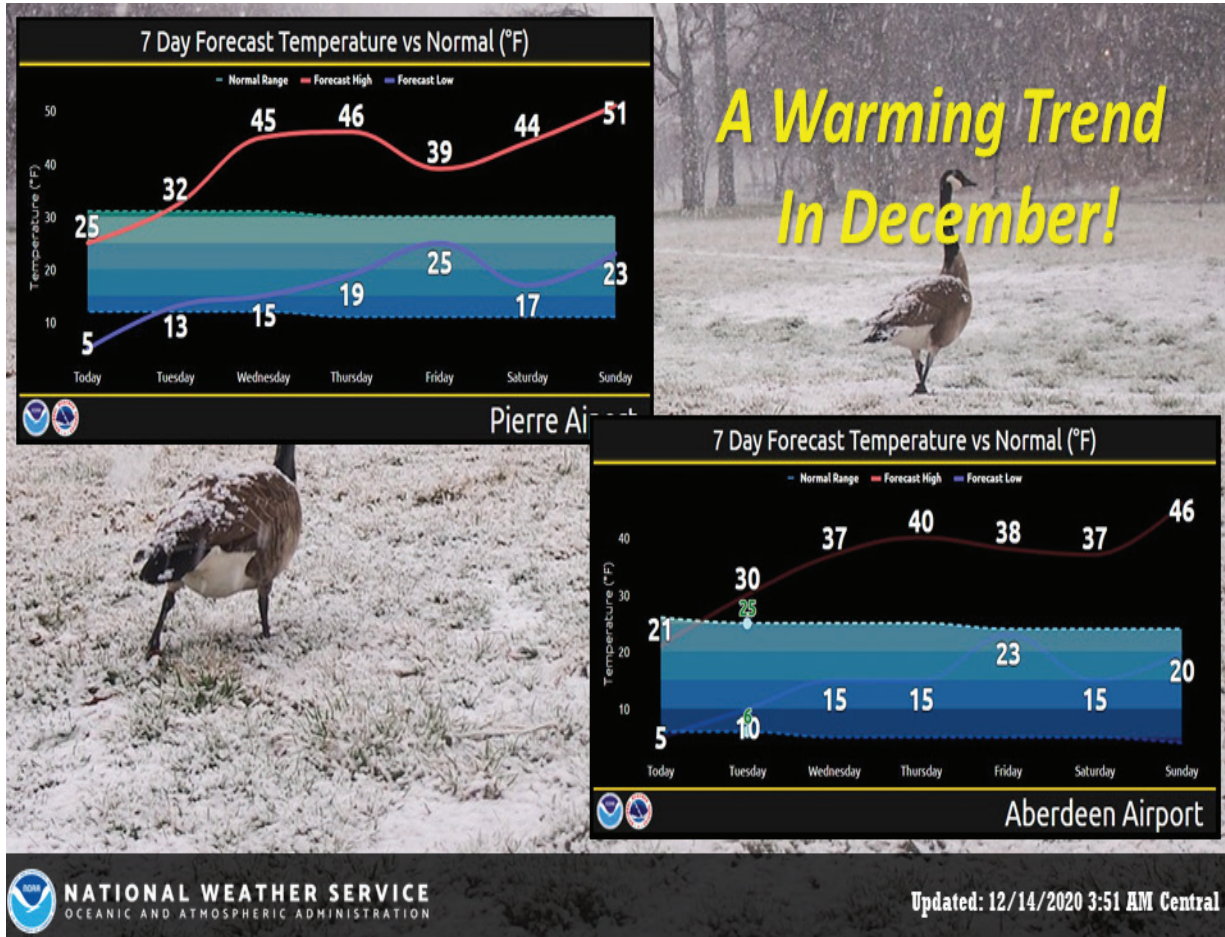 7 Day Forecast Temperature vs Normal (°F)
Normal Range Forecast High Forecast Low
Temperature (°F)
50
40
30
20
10
25 32 45 46 39 44 51
5 13 15 19 25 17 23
Today Tuesday Wednesday Thursday Friday Saturday Sunday
Pierre Ai
A Warming Trend
In December!
7 Day Forecast Temperature vs Normal (°F)
Normal Range Forecast High Forecast Low
Temperature (°F)
40
30
20
10
21 30 37 40 38 37 46
25
5 10 15 15 23 15 20
6
Today Tuesday Wednesday Thursday Friday Saturday Sunday
Aberdeen Airport
NOAA
NATIONAL WEATHER SERVICE
OCEANIC AND ATMOSPHERIC ADMINISTRATION
Updated: 12/14/2020 3:51 AM Central